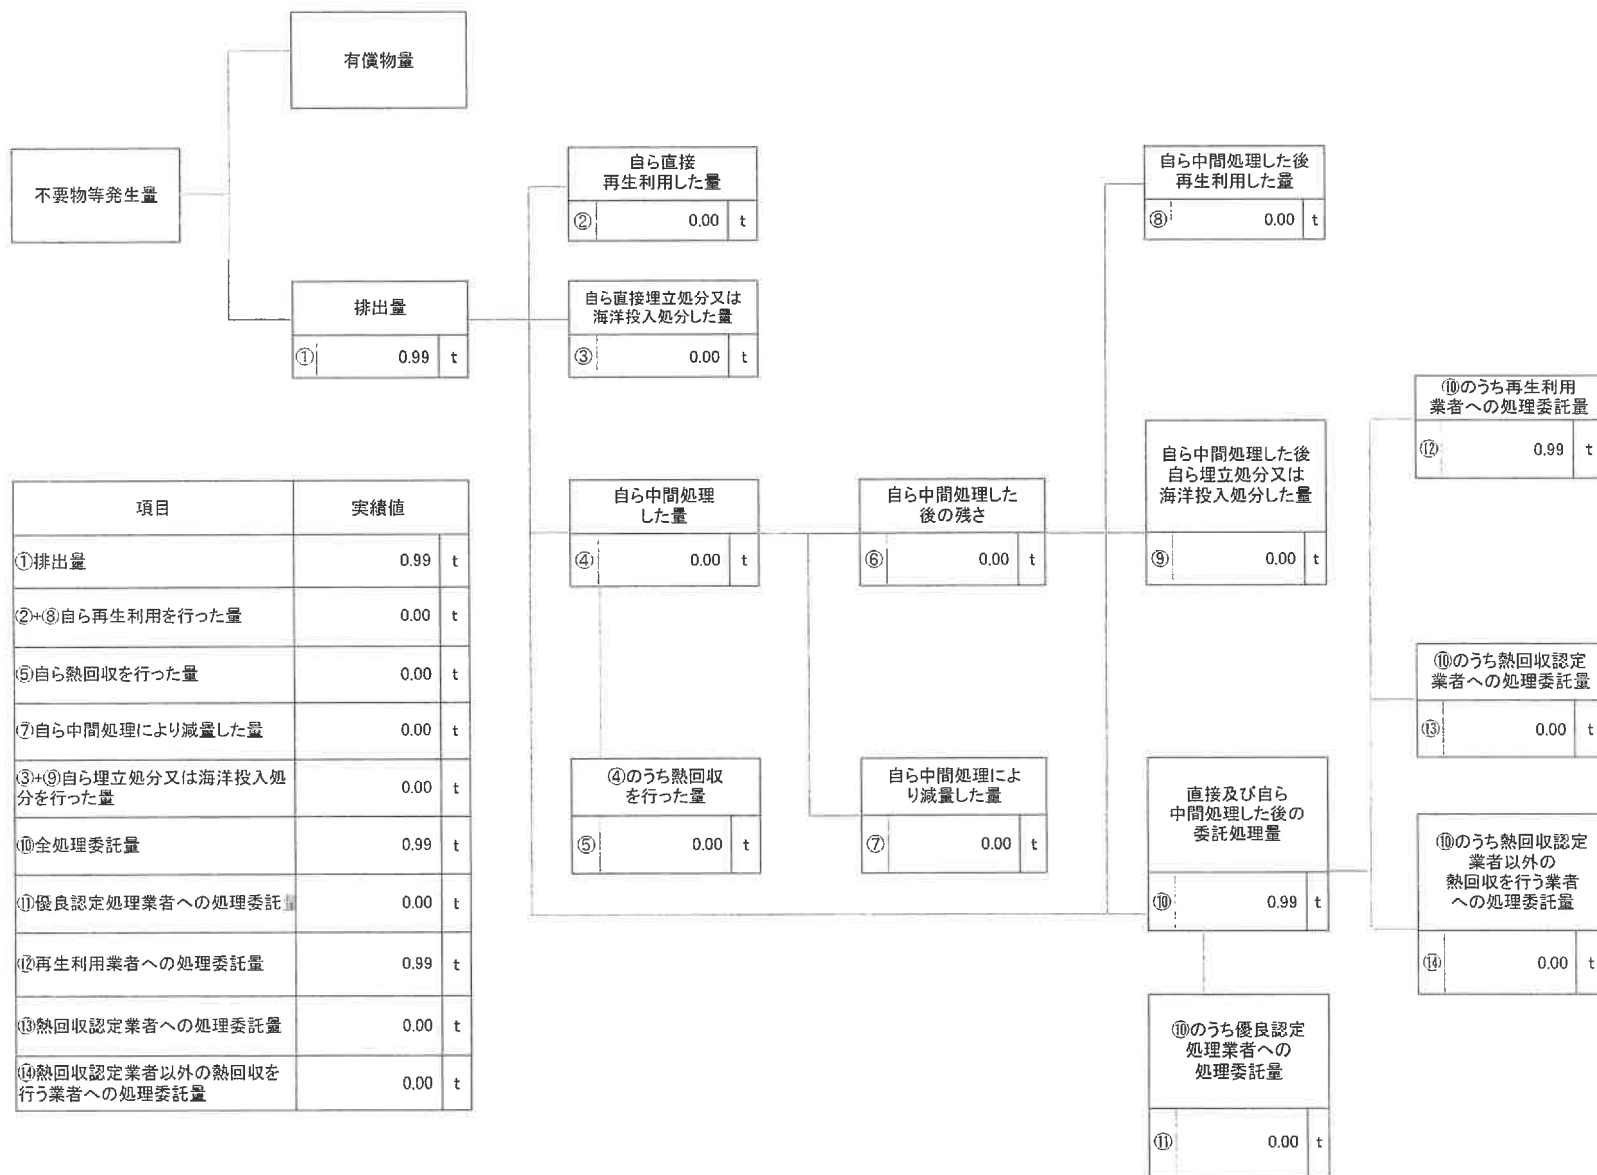 有償物量
不要物等発生量
排出量
① 0.99 t
自ら直接
再生利用した量
② 0.00 t
自ら直接埋立処分又は
海洋投入処分した量
③ 0.00 t
自ら中間処理
した量
④ 0.00 t
④のうち熱回収
を行った量
⑤ 0.00 t
自ら中間処理した
後の残さ
⑥ 0.00 t
自ら中間処理によ
り減量した量
⑦ 0.00 t
自ら中間処理した後
再生利用した量
⑧ 0.00 t
自ら中間処理した後
自ら埋立処分又は
海洋投入処分した量
⑨ 0.00 t
直接及び自ら
中間処理した後の
委託処理量
⑩ 0.99 t
⑩のうち優良認定
処理業者への
処理委託量
⑪ 0.00 t
⑩のうち再生利用
業者への処理委託量
⑫ 0.99 t
⑩のうち熱回収認定
業者への処理委託量
⑬ 0.00 t
⑩のうち熱回収認定
業者以外の
熱回収を行う業者
への処理委託量
⑭ 0.00 t
項目 実績値
①排出量 0.99 t
②+⑧自ら再生利用を行った量 0.00 t
⑤自ら熱回収を行った量 0.00 t
⑦自ら中間処理により減量した量 0.00 t
③+⑨自ら埋立処分又は海洋投入処
分を行った量 0.00 t
⑩全処理委託量 0.99 t
⑪優良認定処理業者への処理委託量 0.00 t
⑫再生利用業者への処理委託量 0.99 t
⑬熱回収認定業者への処理委託量 0.00 t
⑭熱回収認定業者以外の熱回収を
行う業者への処理委託量 0.00 t